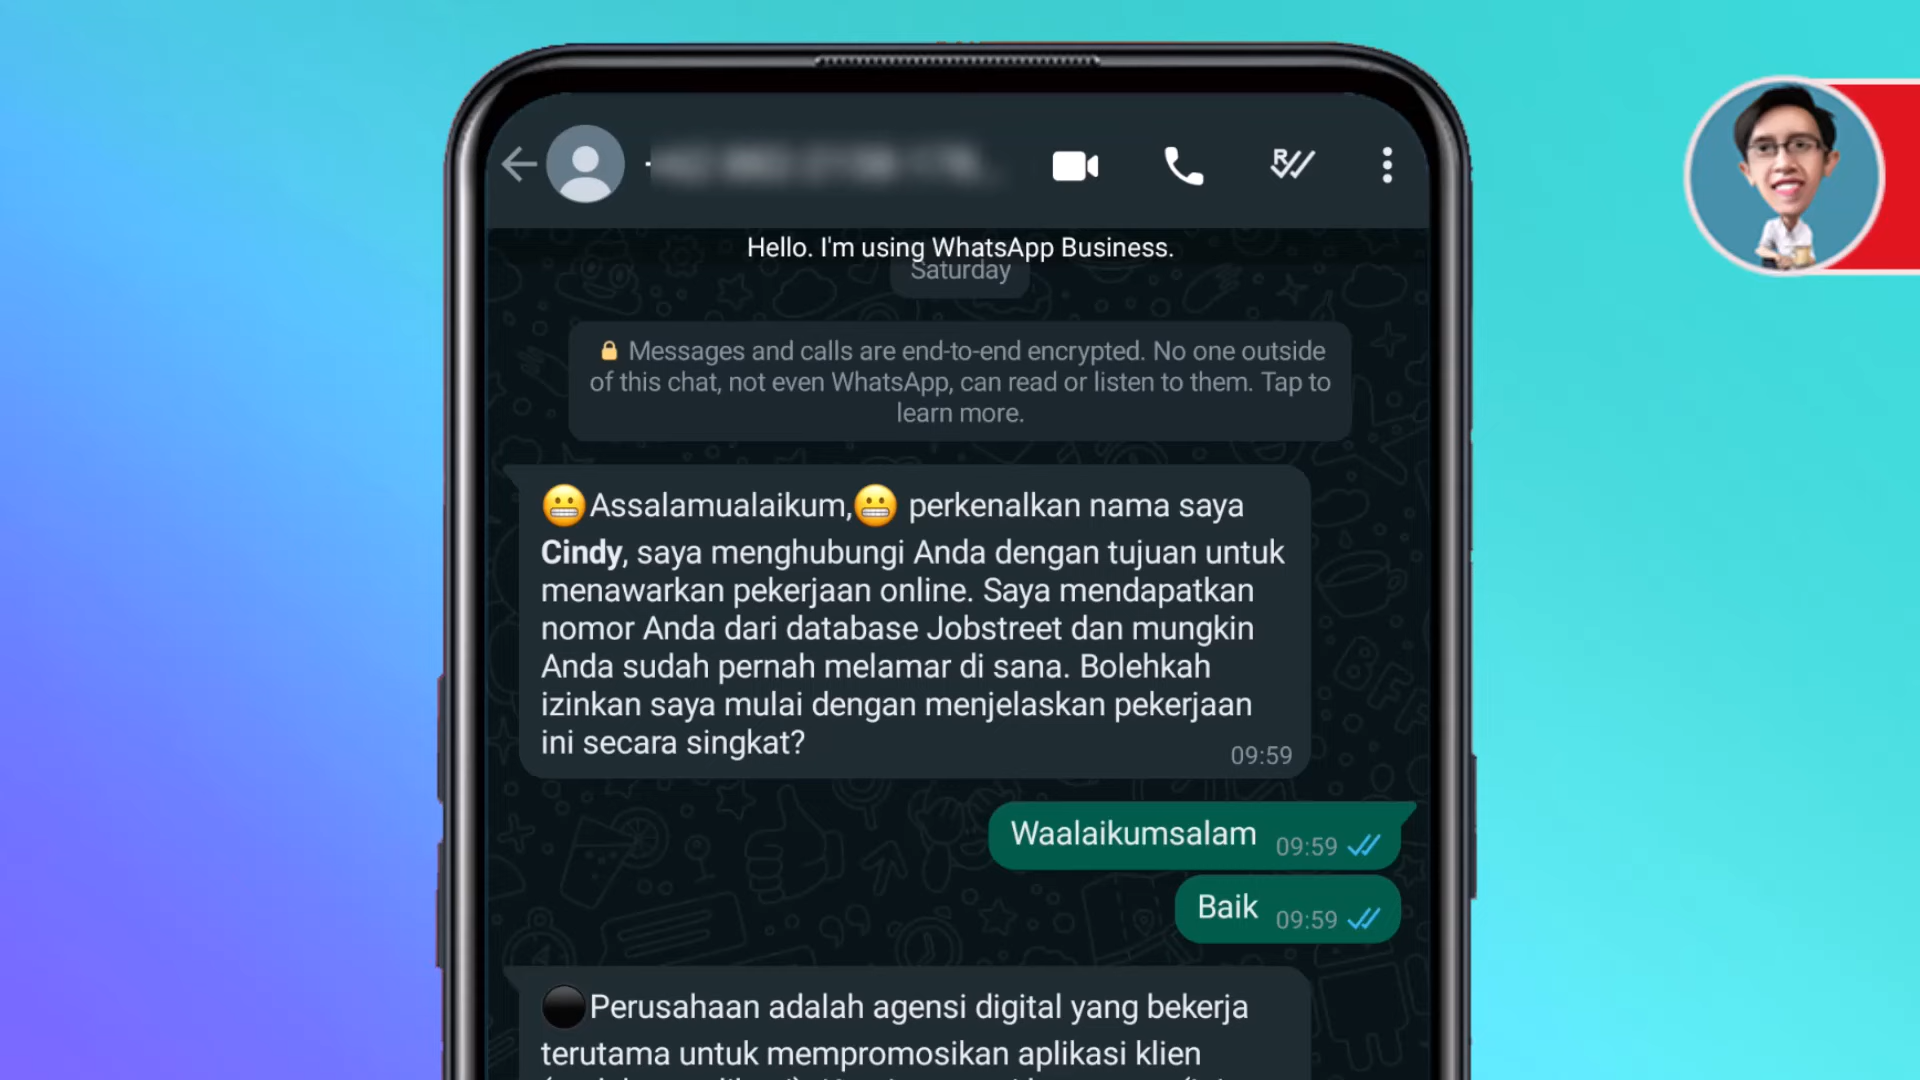 Hello. I'm using WhatsApp Business.
Saturday
Messages and calls are end-to-end encrypted. No one outside
of this chat, not even WhatsApp, can read or listen to them. Tap to
learn more.
😬Assalamualaikum,😬 perkenalkan nama saya
Cindy, saya menghubungi Anda dengan tujuan untuk
menawarkan pekerjaan online. Saya mendapatkan
nomor Anda dari database Jobstreet dan mungkin
Anda sudah pernah melamar di sana. Bolehkah
izinkan saya mulai dengan menjelaskan pekerjaan
ini secara singkat?
09:59
Waalaikumsalam 09:59
Baik 09:59
⚫Perusahaan adalah agensi digital yang bekerja
terutama untuk mempromosikan aplikasi klien